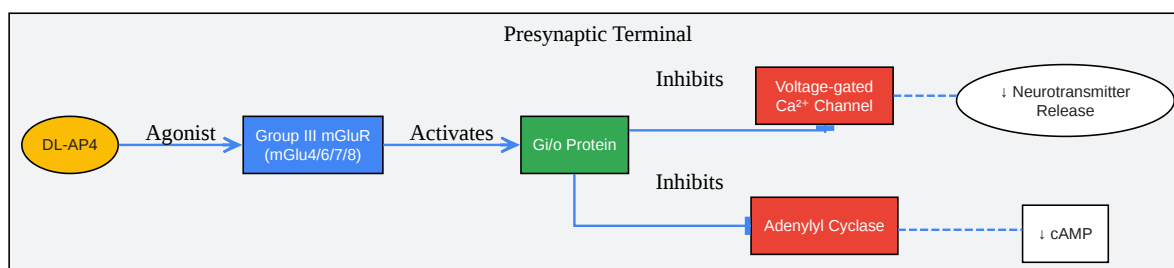 Presynaptic Terminal
DL-AP4
Agonist
Group III mGluR
(mGlu4/6/7/8)
Activates
Gi/o Protein
Inhibits
Voltage-gated
Ca²⁺ Channel
↓ Neurotransmitter
Release
Inhibits
Adenylyl Cyclase
↓ cAMP